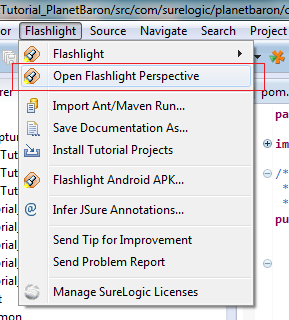 Tutorial_PlanetBaron/src/com/surelogic/planetbaron/c
or Flashlight Source Navigate Search Project
Flashlight
Open Flashlight Perspective
pom.
Import Ant/Maven Run...
Save Documentation As...
Install Tutorial Projects
Flashlight Android APK...
Infer JSure Annotations...
Send Tip for Improvement
Send Problem Report
Manage SureLogic Licenses
rer
pa
im
/*
*
*
pu
ptur
Tut
Tut
Tut
rial_
rial_
rial_
rial_
t
mon